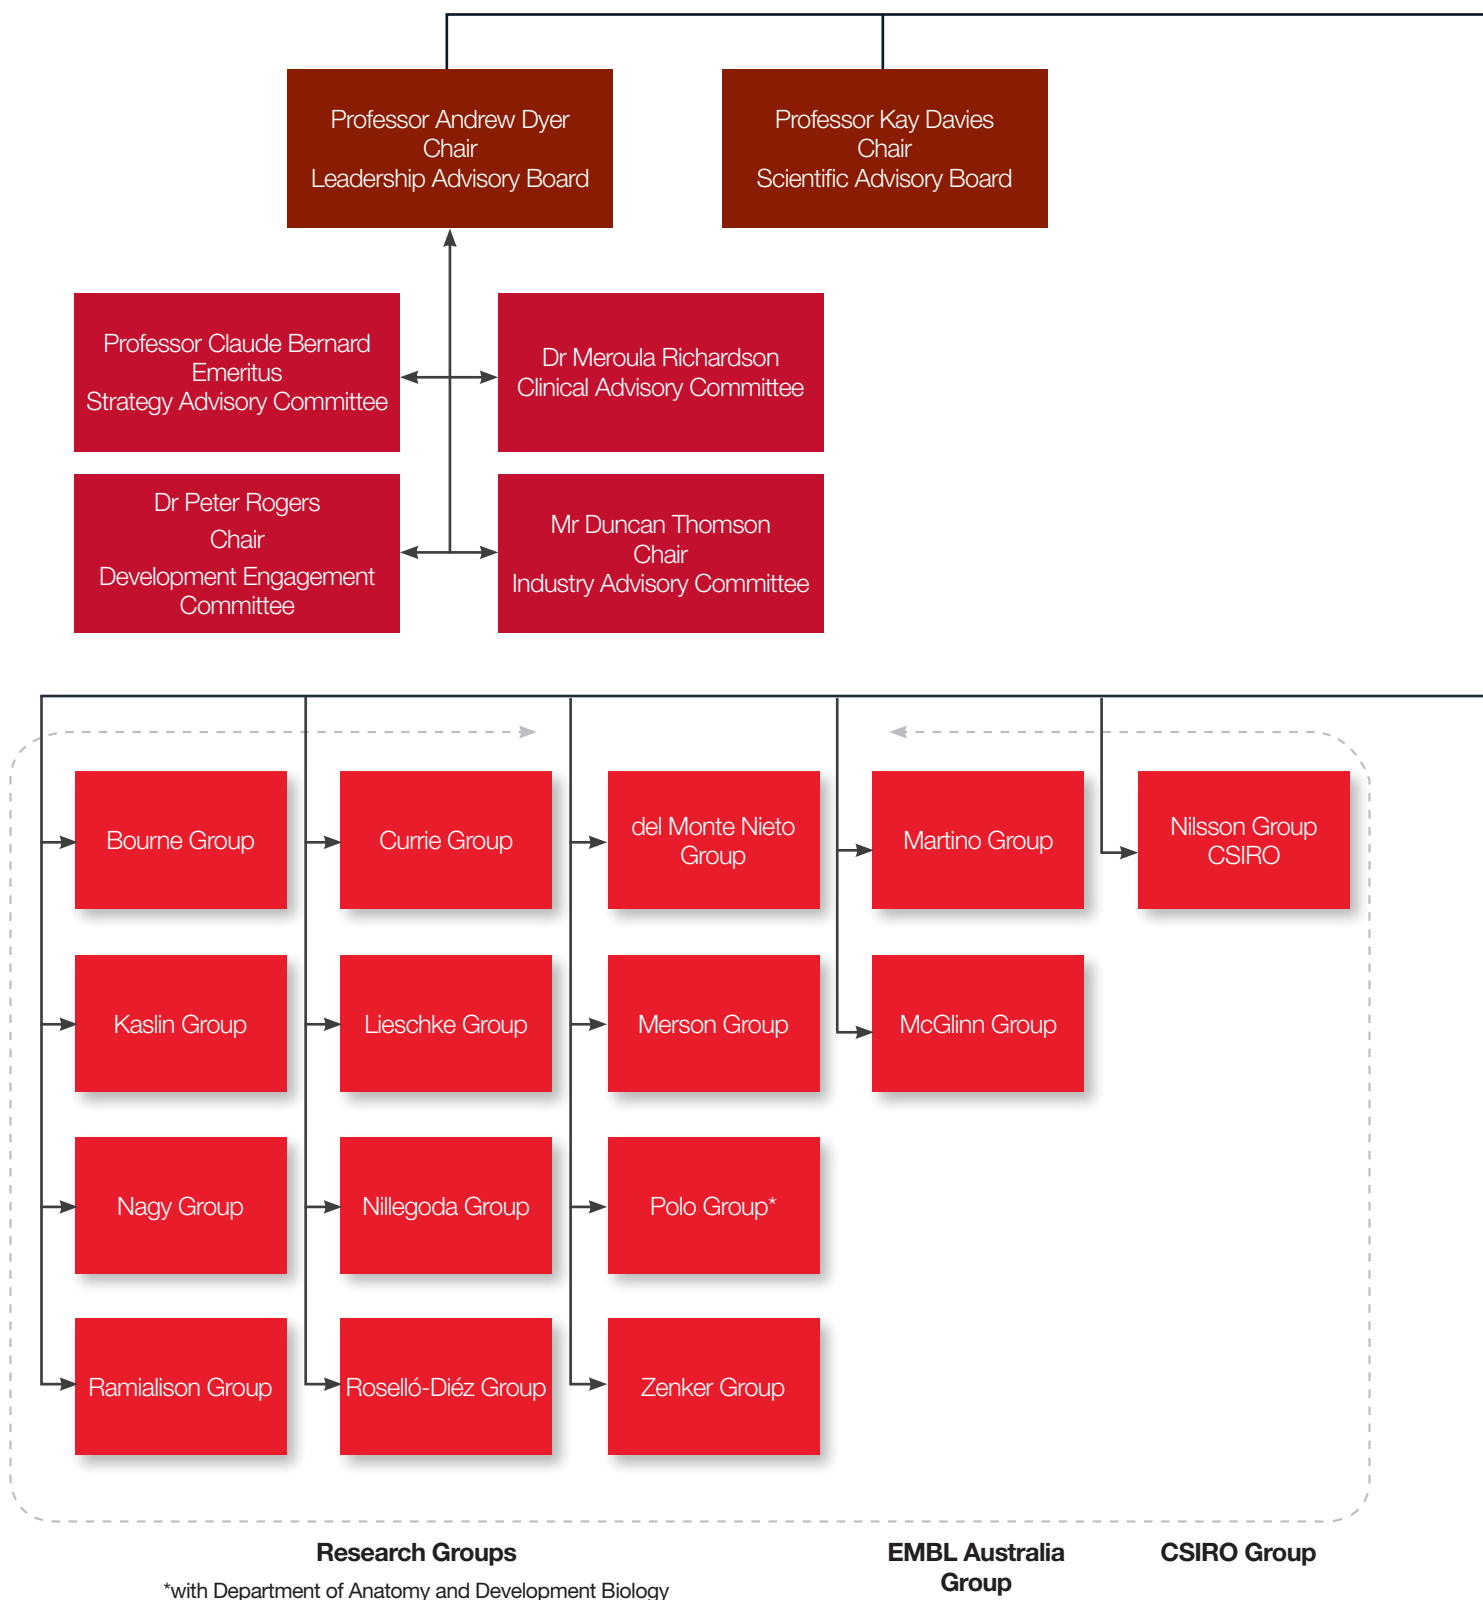 Professor Andrew Dyer
Chair
Leadership Advisory Board
Professor Kay Davies
Chair
Scientific Advisory Board
Professor Claude Bernard
Emeritus
Strategy Advisory Committee
Dr Meroula Richardson
Clinical Advisory Committee
Dr Peter Rogers
Chair
Development Engagement
Committee
Mr Duncan Thomson
Chair
Industry Advisory Committee
Bourne Group
Currie Group
del Monte Nieto
Group
Martino Group
Nilsson Group
CSIRO
Kaslin Group
Lieschke Group
Merson Group
McGlinn Group
Nagy Group
Nillegoda Group
Polo Group*
Ramialison Group
Roselló-Diéz Group
Zenker Group
Research Groups
*with Department of Anatomy and Development Biology
EMBL Australia
Group
CSIRO Group